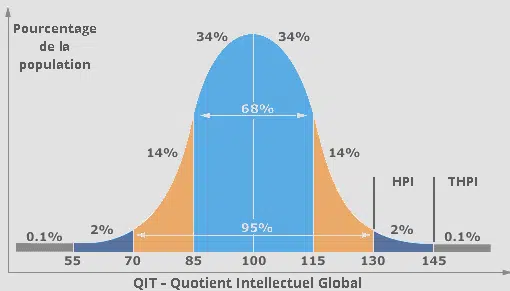 Pourcentage
de la
population
34% 34%
68%
14% 14%
HPI THPI
95%
0.1% 2% 2% 0.1%
55 70 85 100 115 130 145
QIT - Quotient Intellectuel Global